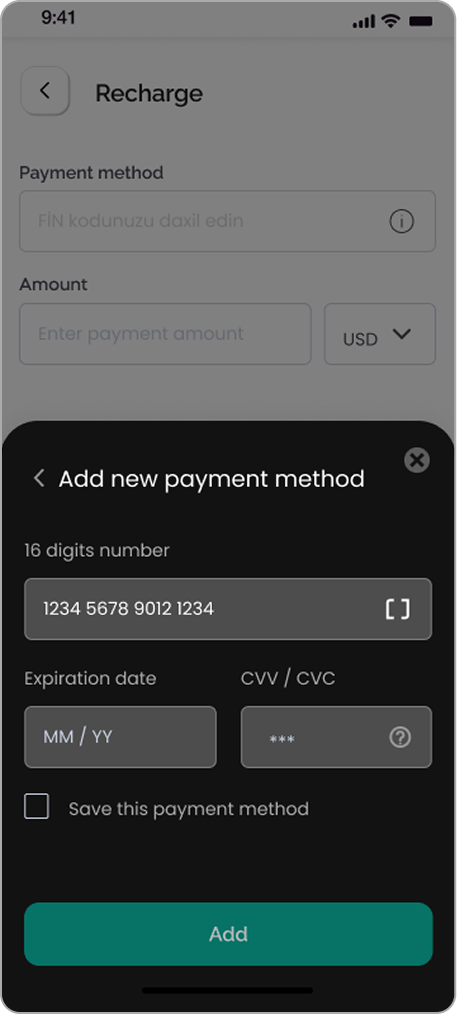 9:41
Recharge
Payment method
FİN kodunuzu daxil edin
Amount
Enter payment amount
USD
Add new payment method
16 digits number
1234 5678 9012 1234
Expiration date
CVV / CVC
MM / YY
***
Save this payment method
Add